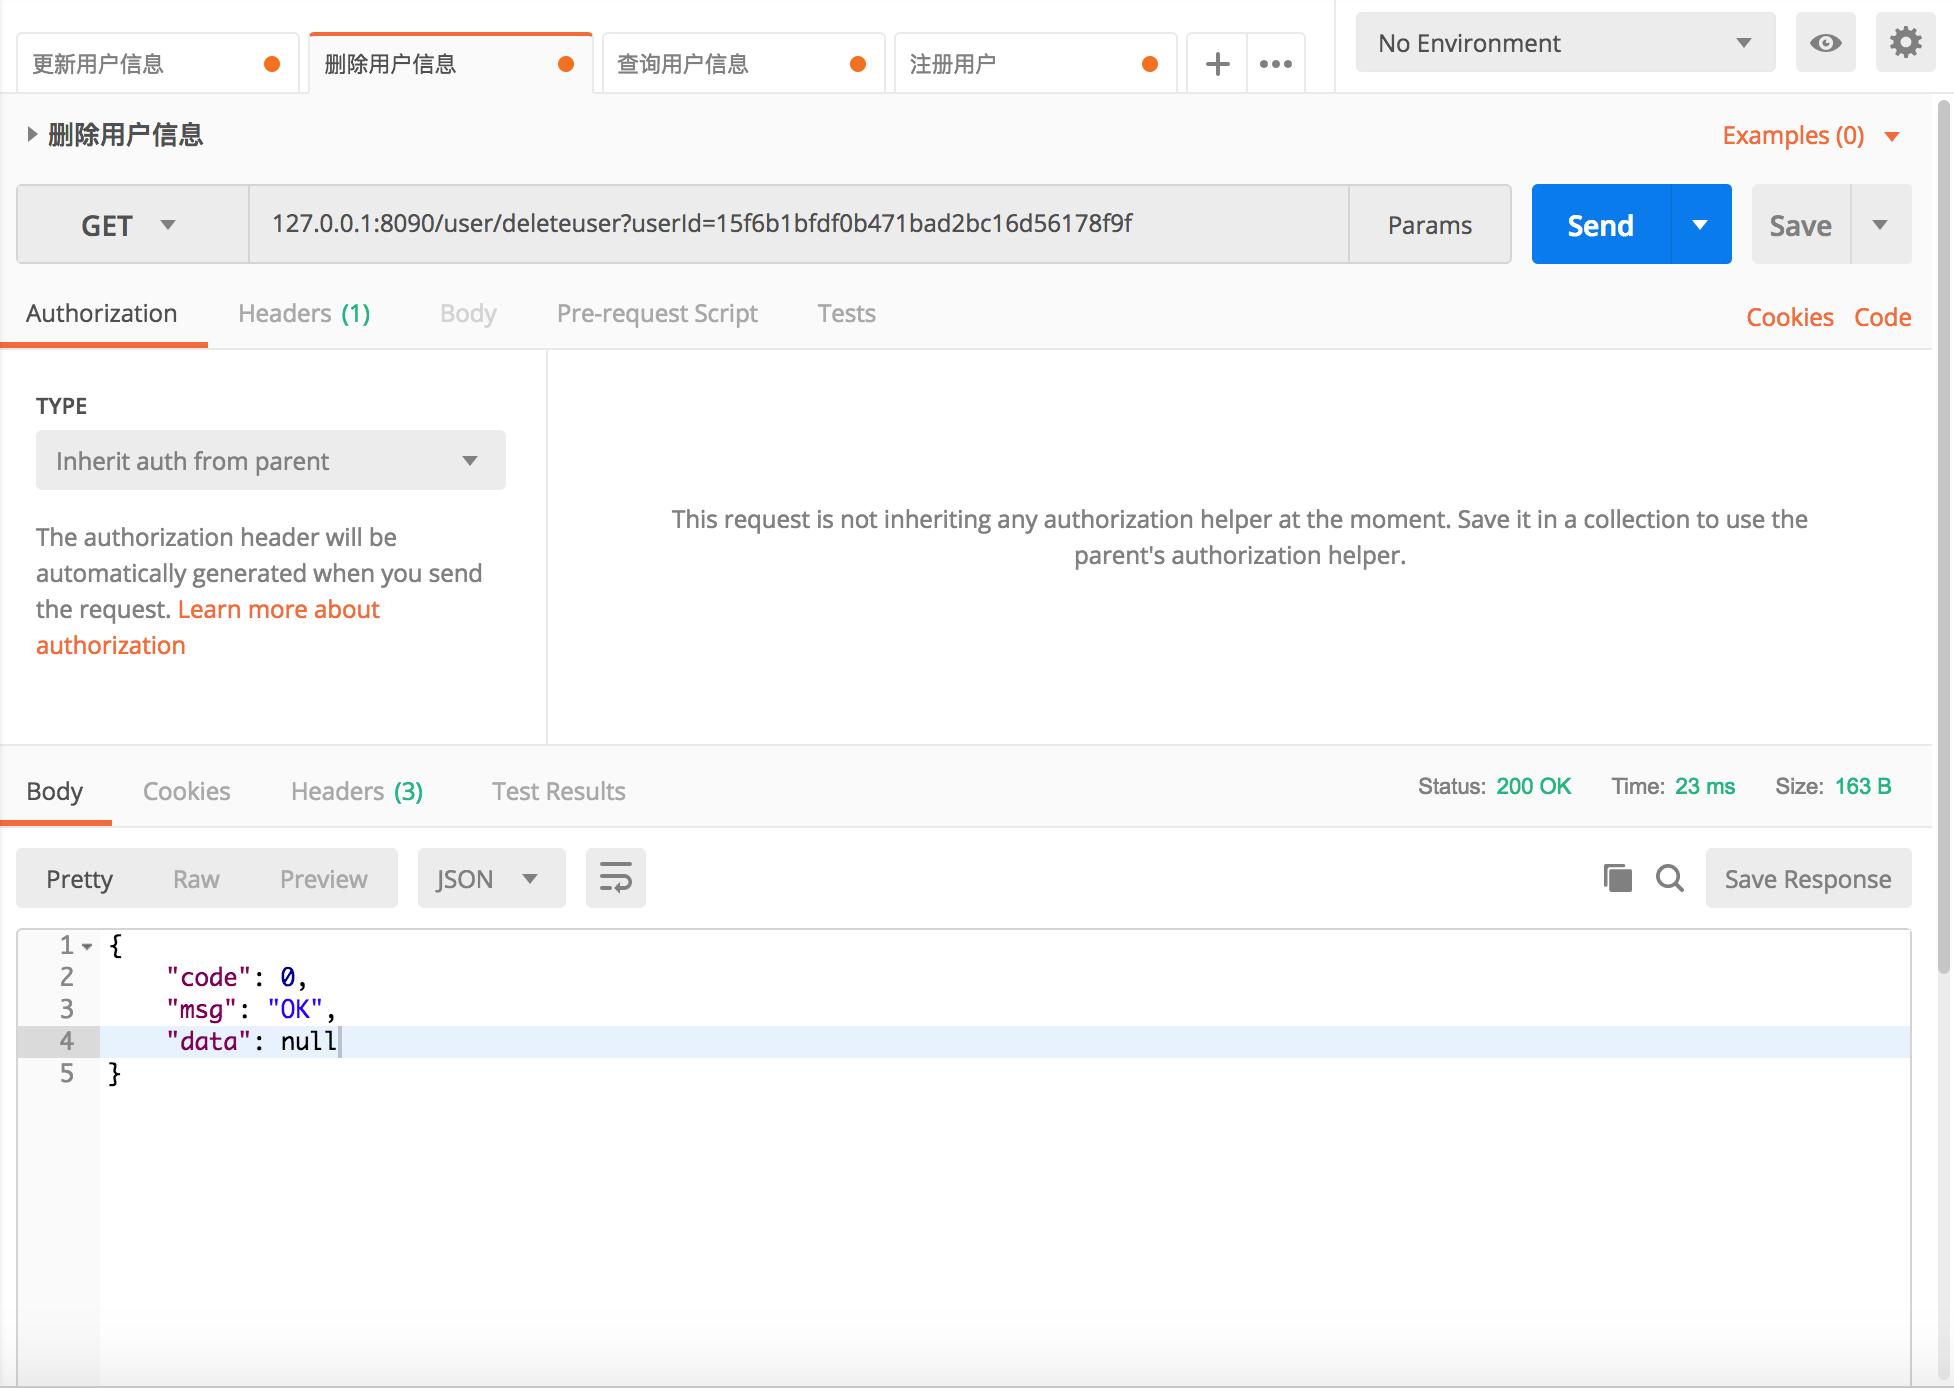 更新用户信息 删除用户信息 查询用户信息 注册用户 No Environment
删除用户信息 Examples (0)
GET 127.0.0.1:8090/user/deleteuser?userId=15f6b1bfdf0b471bad2bc16d56178f9f Params Send Save
Authorization Headers (1) Body Pre-request Script Tests Cookies Code
TYPE
Inherit auth from parent
The authorization header will be
automatically generated when you send
the request. Learn more about
authorization
This request is not inheriting any authorization helper at the moment. Save it in a collection to use the
parent's authorization helper.
Body Cookies Headers (3) Test Results Status: 200 OK Time: 23 ms Size: 163 B
Pretty Raw Preview JSON Save Response
1 {
2 "code": 0,
3 "msg": "OK",
4 "data": null
5 }